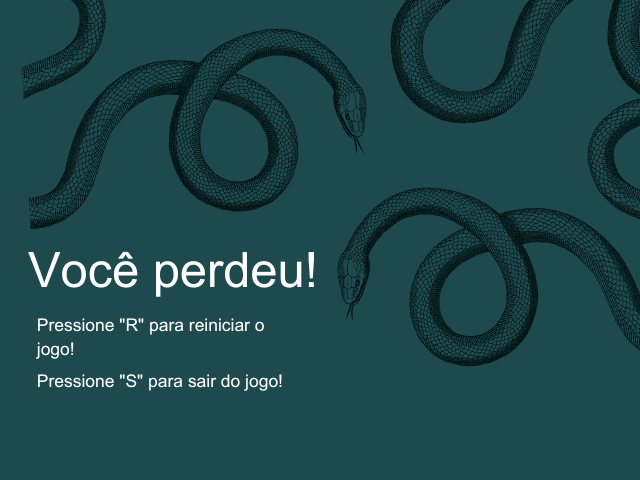 Você perdeu!
Pressione "R" para reiniciar o
jogo!
Pressione "S" para sair do jogo!